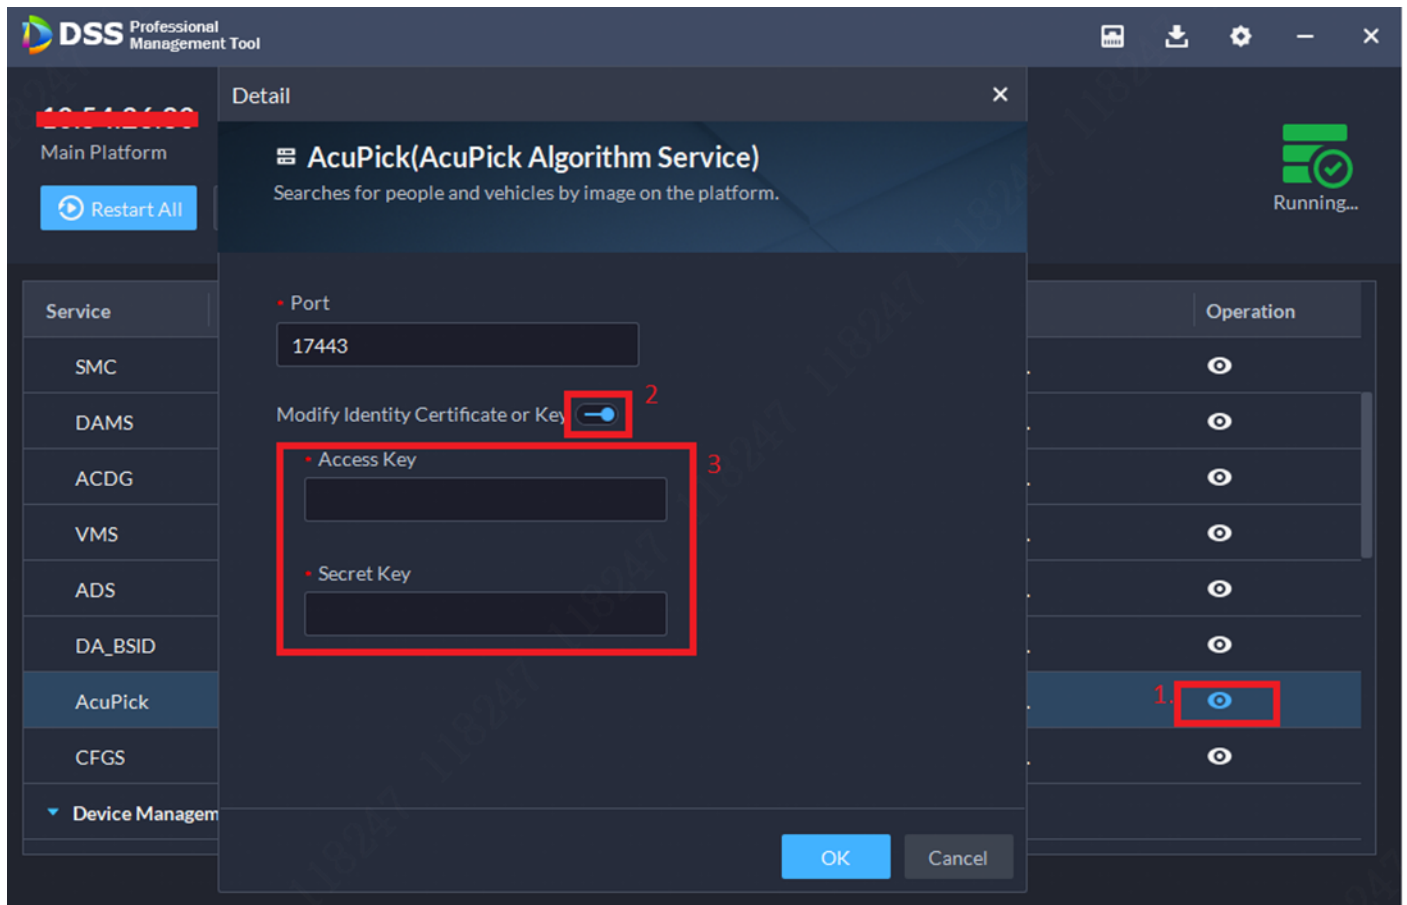 DSS Professional
Management Tool
Main Platform
Restart All
Detail
AcuPick(AcuPick Algorithm Service)
Searches for people and vehicles by image on the platform.
Running...
Service
Operation
Port
17443
SMC
DAMS
Modify Identity Certificate or Key
2
Access Key
3
ACDG
VMS
Secret Key
ADS
DA_BSID
AcuPick
1.
CFGS
Device Managem
OK
Cancel
118247